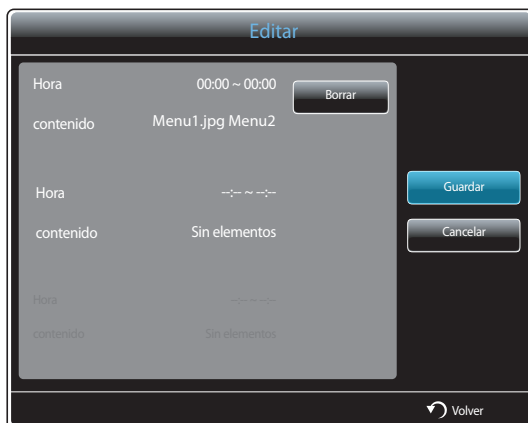 Editar
Hora 00:00 ~ 00:00
Borrar
contenido Menu1.jpg Menu2
Hora --:-- ~ --:--
Guardar
contenido Sin elementos
Cancelar
Hora --:-- ~ --:--
contenido Sin elementos
Volver